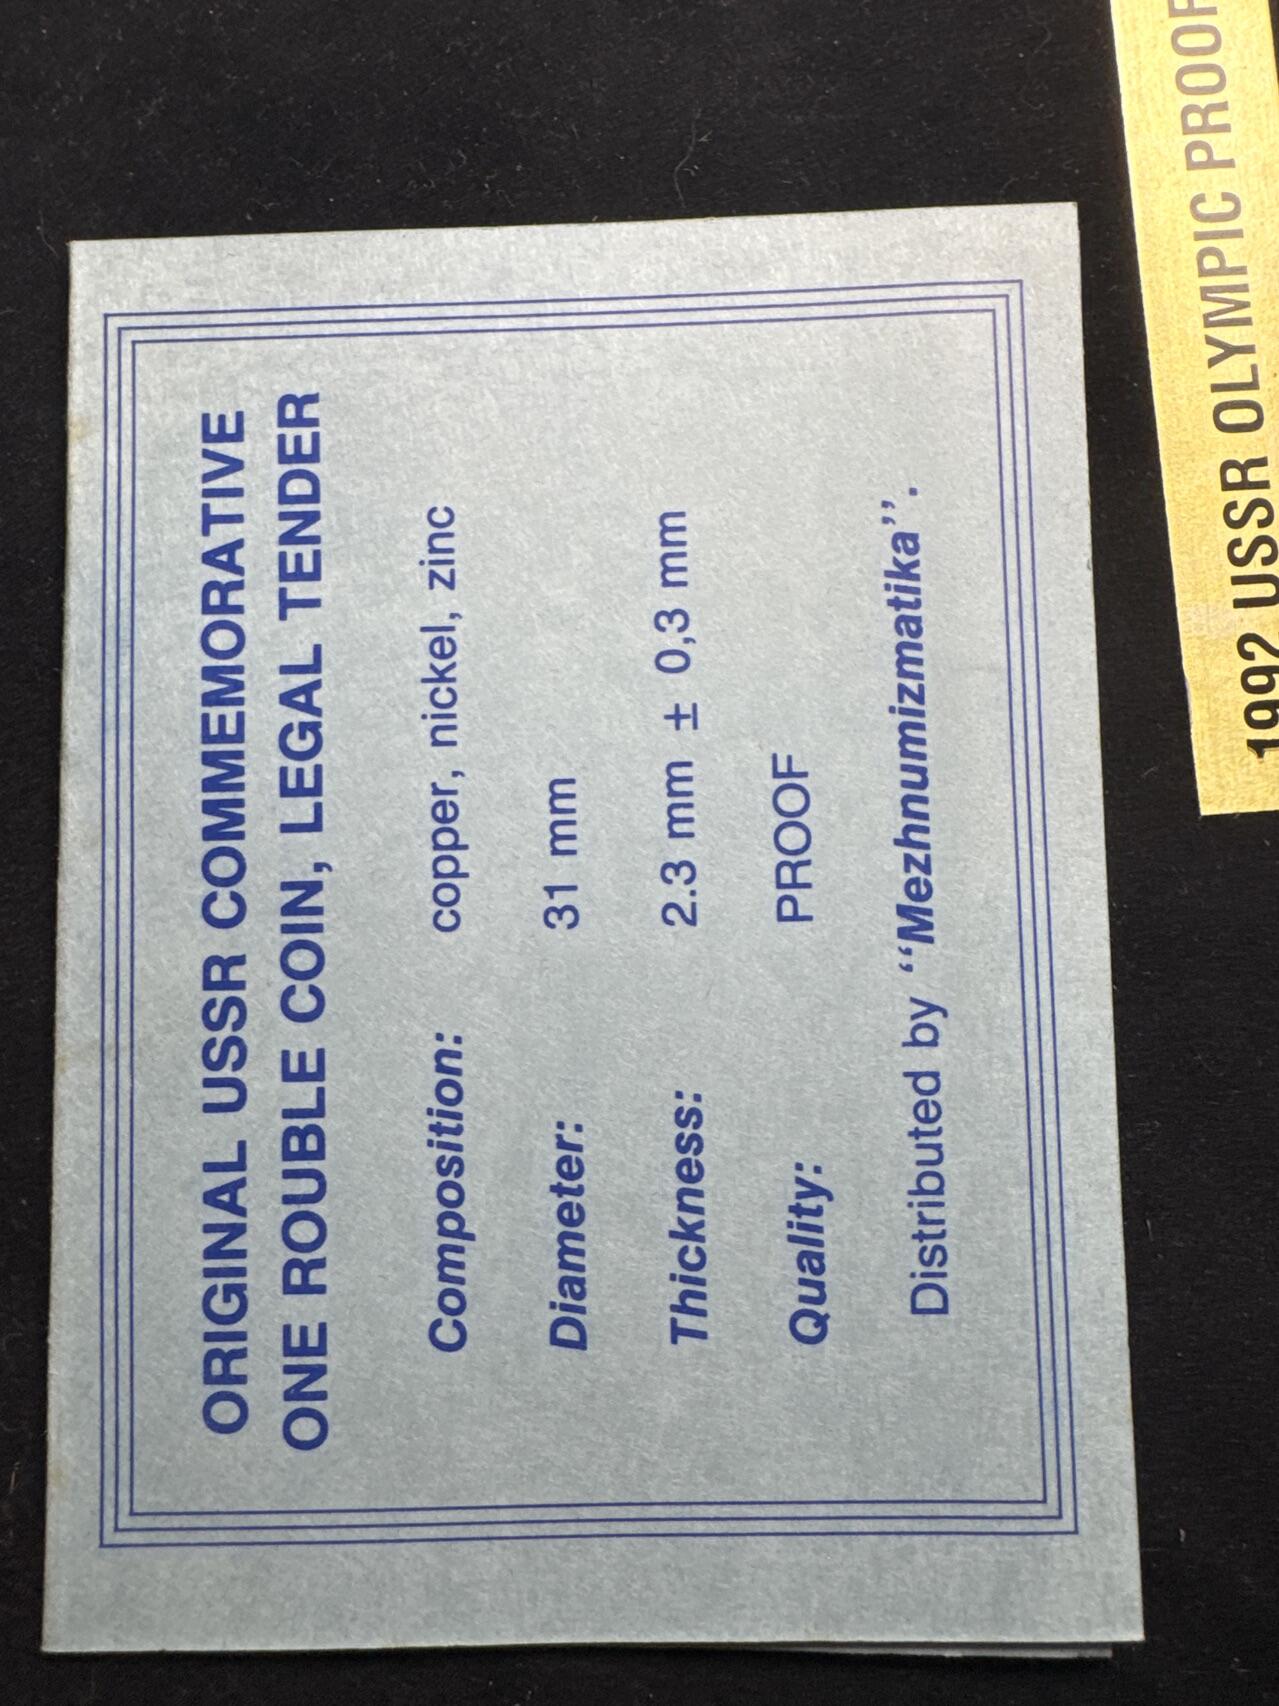 ORIGINAL USSR COMMEMORATIVE
ONE ROUBLE COIN, LEGAL TENDER
Composition: copper, nickel, zinc
Diameter: 31 mm
Thickness: 2.3 mm ± 0,3 mm
Quality: PROOF
Distributed by ‘‘Mezhnumizmatika’’.
1992 USSR OLYMPIC PROOF